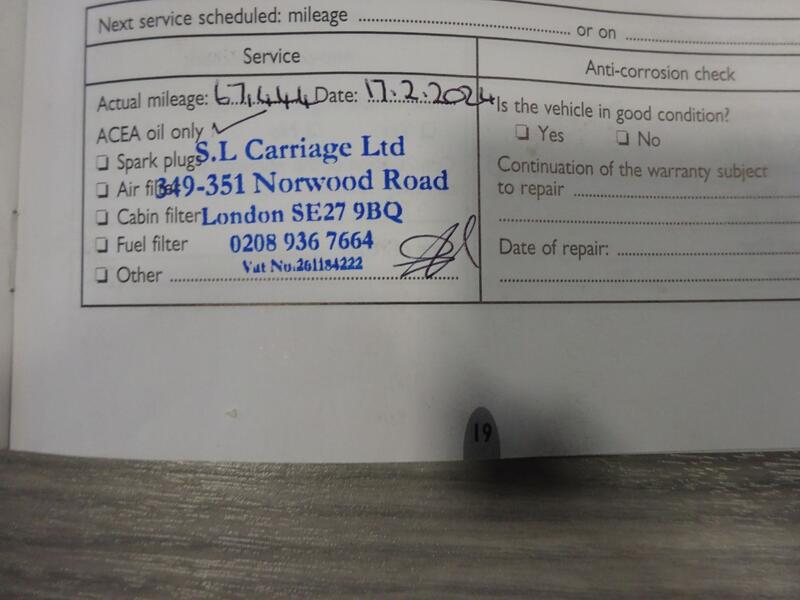 Next service scheduled: mileage ........ or on ........
Service
Anti-corrosion check
Actual mileage: 67,444 Date: 17.2.2024
ACEA oil only ✓
❏ Spark plugs
❏ Air filter
❏ Cabin filter
❏ Fuel filter
❏ Other ........
S.L Carriage Ltd
349-351 Norwood Road
London SE27 9BQ
0208 936 7664
Vat No.261184222
Is the vehicle in good condition?
❏ Yes ❏ No
Continuation of the warranty subject
to repair ........
Date of repair: ........
19